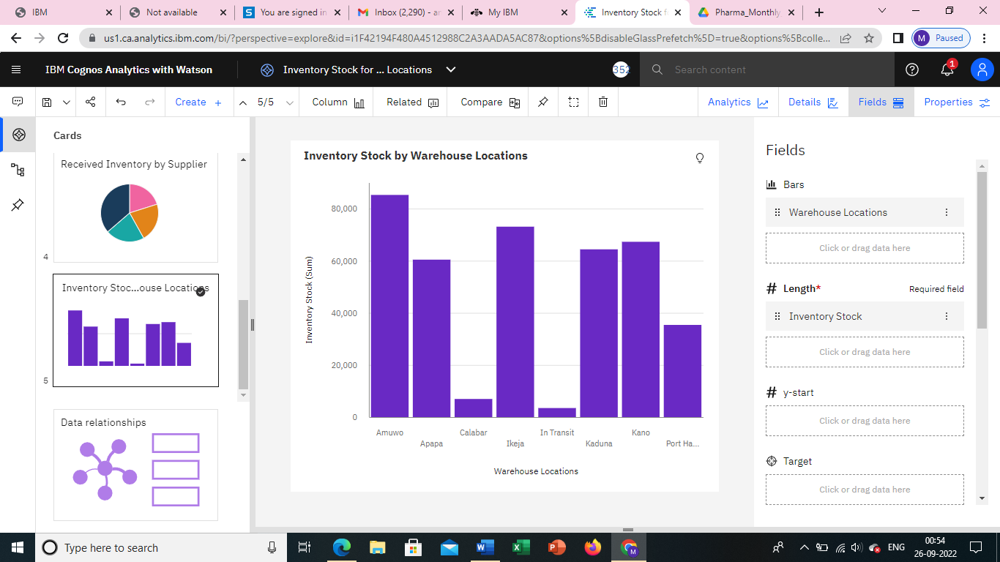 IBM
Not available
You are signed in
Inbox (2,290) - an
My IBM
Inventory Stock f
Pharma_Monthly
us1.ca.analytics.ibm.com/bi/?perspective=explore&id=i1F42194F480A4512988C2A3AADA5AC87&options%5BdisableGlassPrefetch%5D=true&options%5Bcolle...
M Paused
IBM Cognos Analytics with Watson
Inventory Stock for ... Locations
352
Search content
1
Create +
5/5
Column
Related
Compare
Analytics
Details
Fields
Properties
Cards
Received Inventory by Supplier
4
Inventory Stoc...ouse Locations
5
Data relationships
Inventory Stock by Warehouse Locations
Inventory Stock (Sum)
80,000
60,000
40,000
20,000
0
Amuwo
Apapa
Calabar
Ikeja
In Transit
Kaduna
Kano
Port Ha...
Warehouse Locations
Fields
Bars
Warehouse Locations
Click or drag data here
# Length*
Required field
Inventory Stock
Click or drag data here
# y-start
Click or drag data here
Target
Click or drag data here
Type here to search
ENG
00:54
26-09-2022